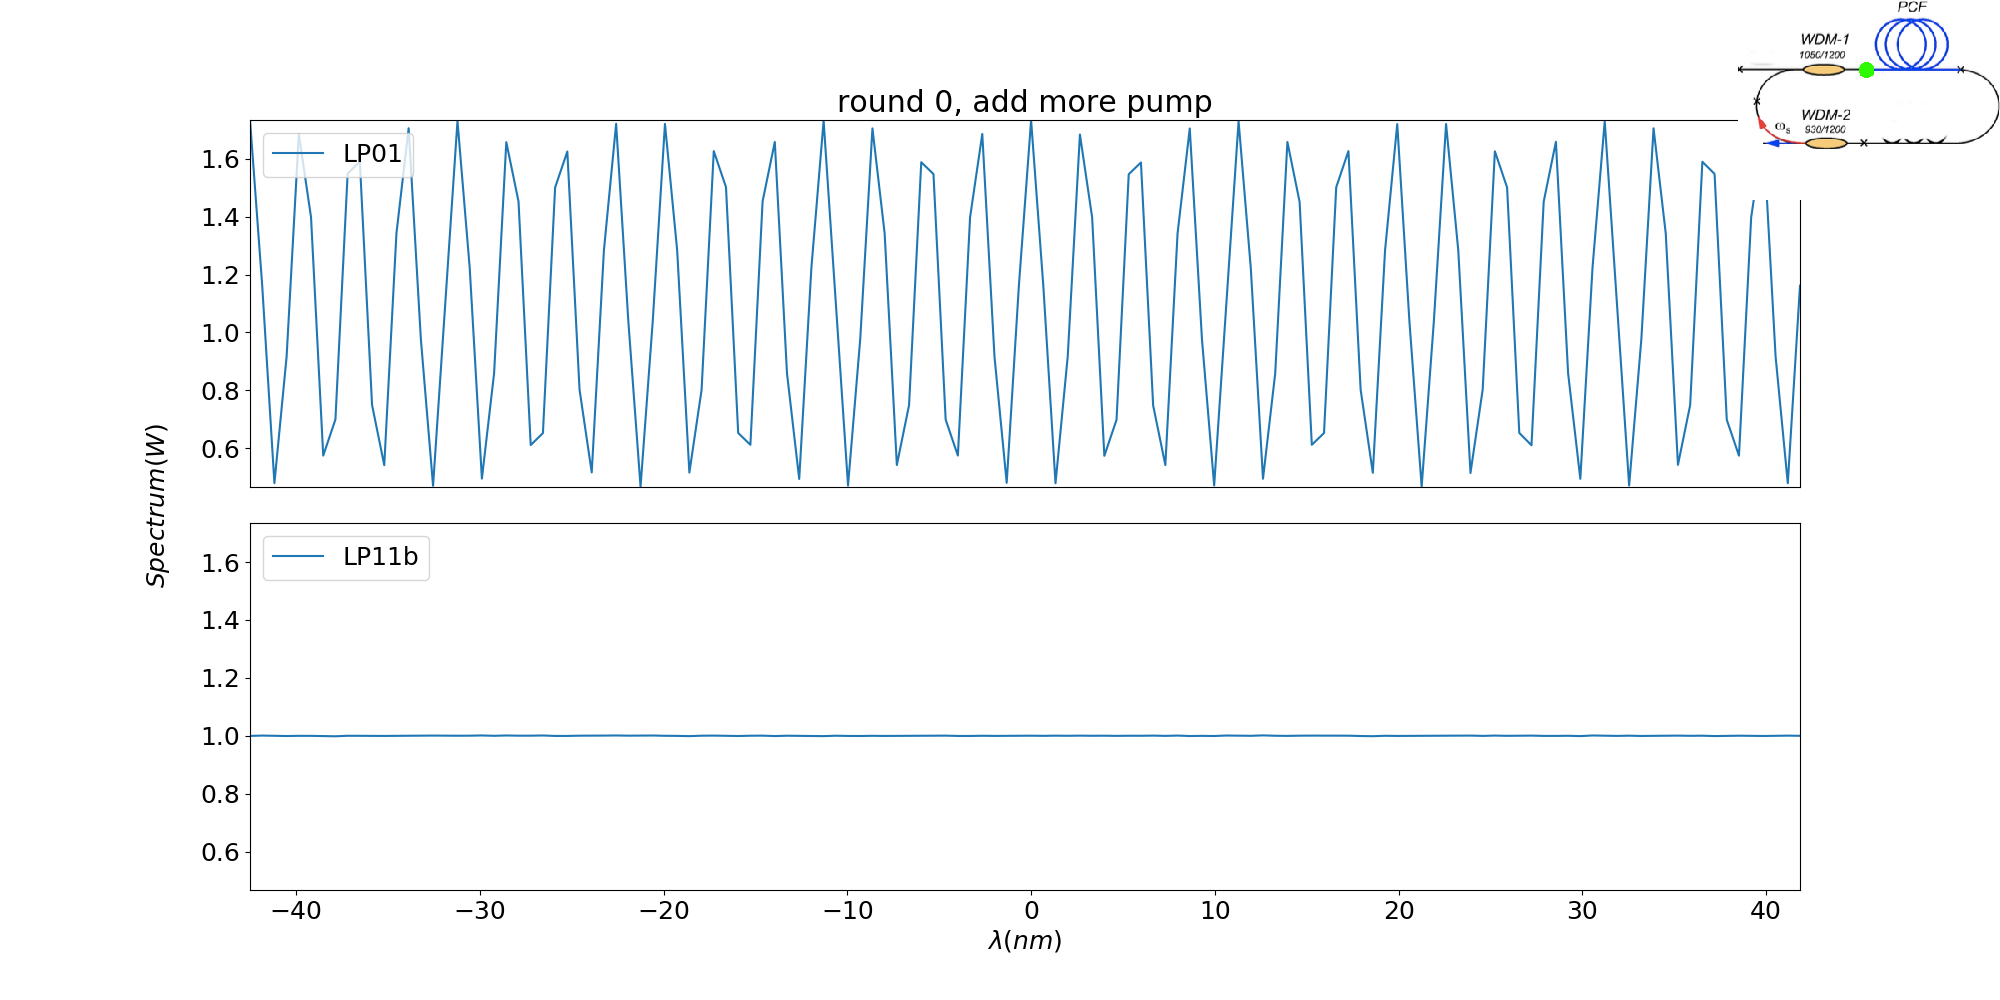 PCF
WDM-1
1050/1200
round 0, add more pump
WDM-2
930/1200
ωs
LP01
1.6
1.4
1.2
1.0
0.8
0.6
Spectrum(W)
LP11b
1.6
1.4
1.2
1.0
0.8
0.6
−40 −30 −20 −10 0 10 20 30 40
λ(nm)